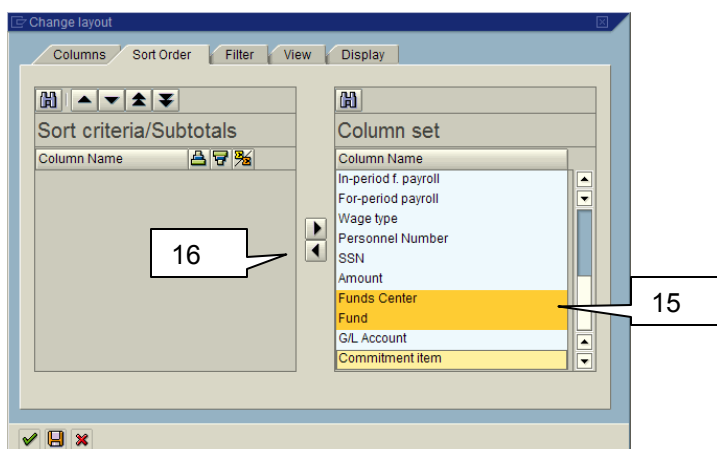 Change layout
Columns Sort Order Filter View Display
Sort criteria/Subtotals
Column Name
16
Column set
Column Name
In-period f. payroll
For-period payroll
Wage type
Personnel Number
SSN
Amount
Funds Center
Fund
G/L Account
Commitment item
15